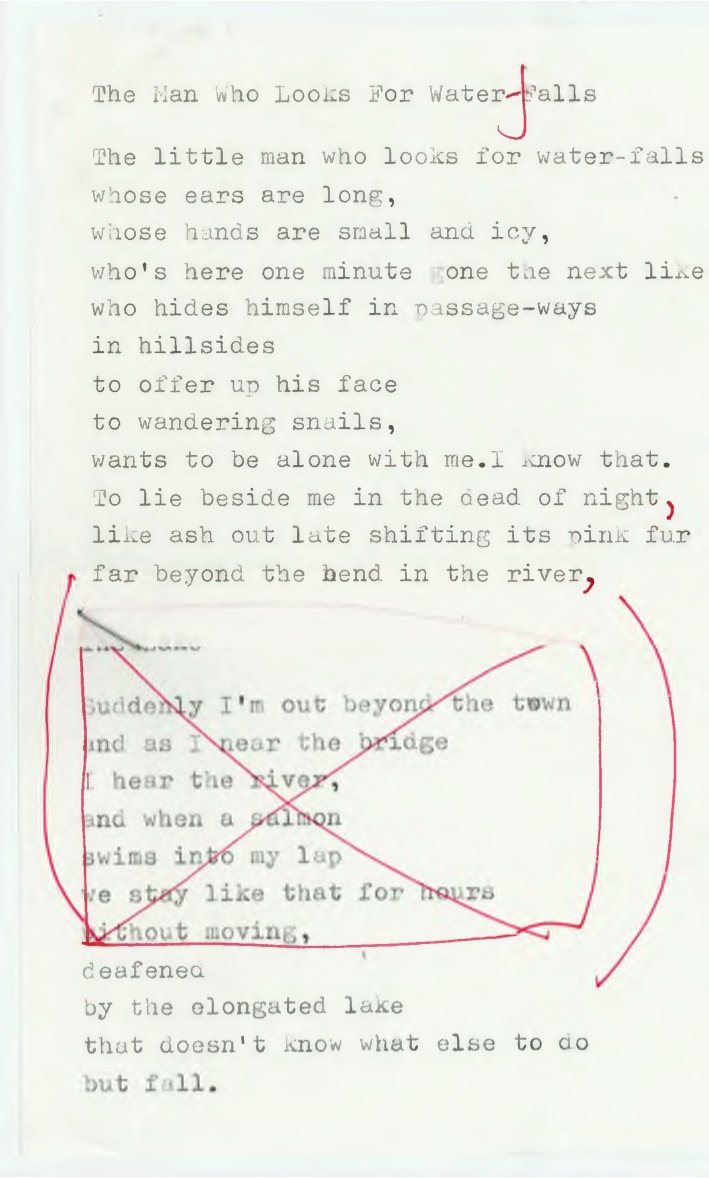 The Man Who Looks For Water-Falls
The little man who looks for water-falls
whose ears are long,
whose hands are small and icy,
who's here one minute gone the next like
who hides himself in passage-ways
in hillsides
to offer up his face
to wandering snails,
wants to be alone with me.I know that.
To lie beside me in the dead of night,
like ash out late shifting its pink fur
far beyond the bend in the river,
Suddenly I'm out beyond the town
and as I near the bridge
I hear the river,
and when a salmon
swims into my lap
we stay like that for hours
without moving,
deafened
by the elongated lake
that doesn't know what else to do
but fall.